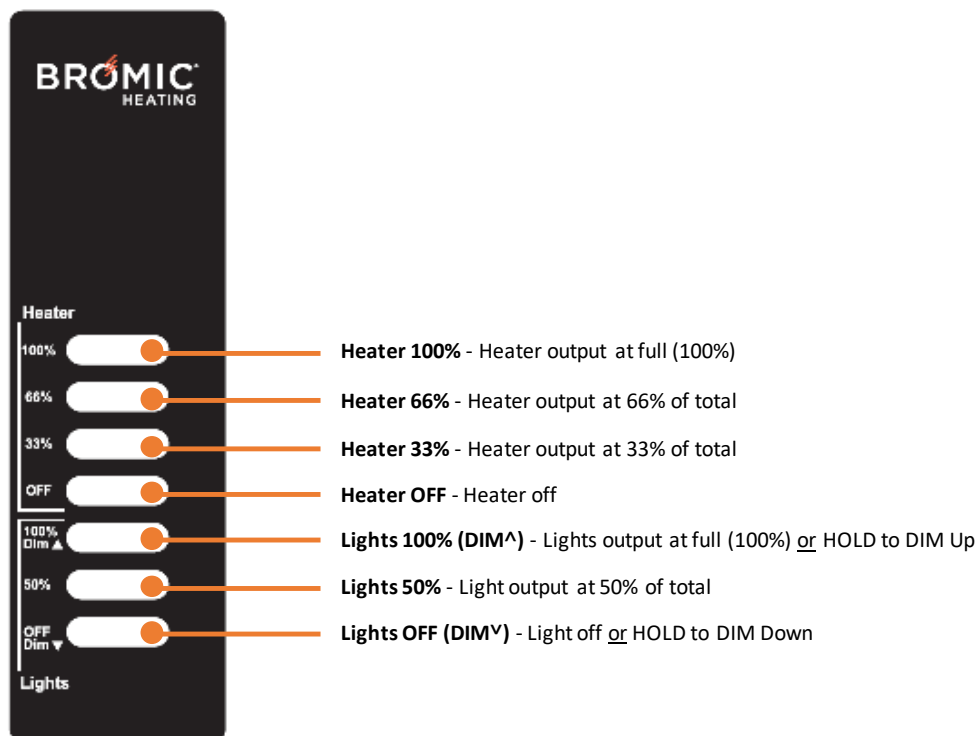 BROMIC
HEATING
Heater
100%
Heater 100% - Heater output at full (100%)
66%
Heater 66% - Heater output at 66% of total
33%
Heater 33% - Heater output at 33% of total
OFF
Heater OFF - Heater off
100%
Dim ▲
Lights 100% (DIM^) - Lights output at full (100%) or HOLD to DIM Up
50%
Lights 50% - Light output at 50% of total
OFF
Dim ▼
Lights OFF (DIM˅) - Light off or HOLD to DIM Down
Lights